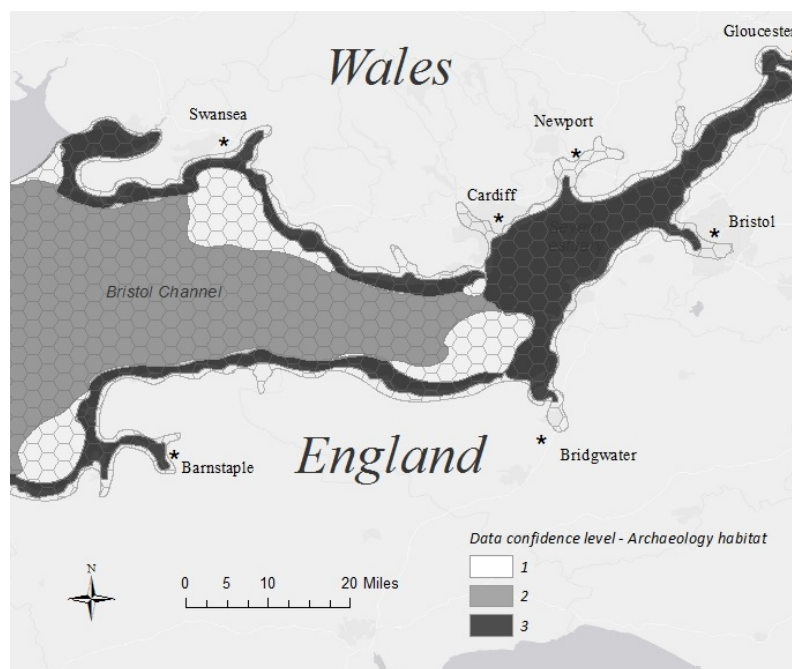 Gloucester
Wales
Swansea
Newport
Cardiff
Bristol
Bristol Channel
England
Barnstaple
Bridgwater
Data confidence level - Archaeology habitat
1
2
3
N
0 5 10 20 Miles